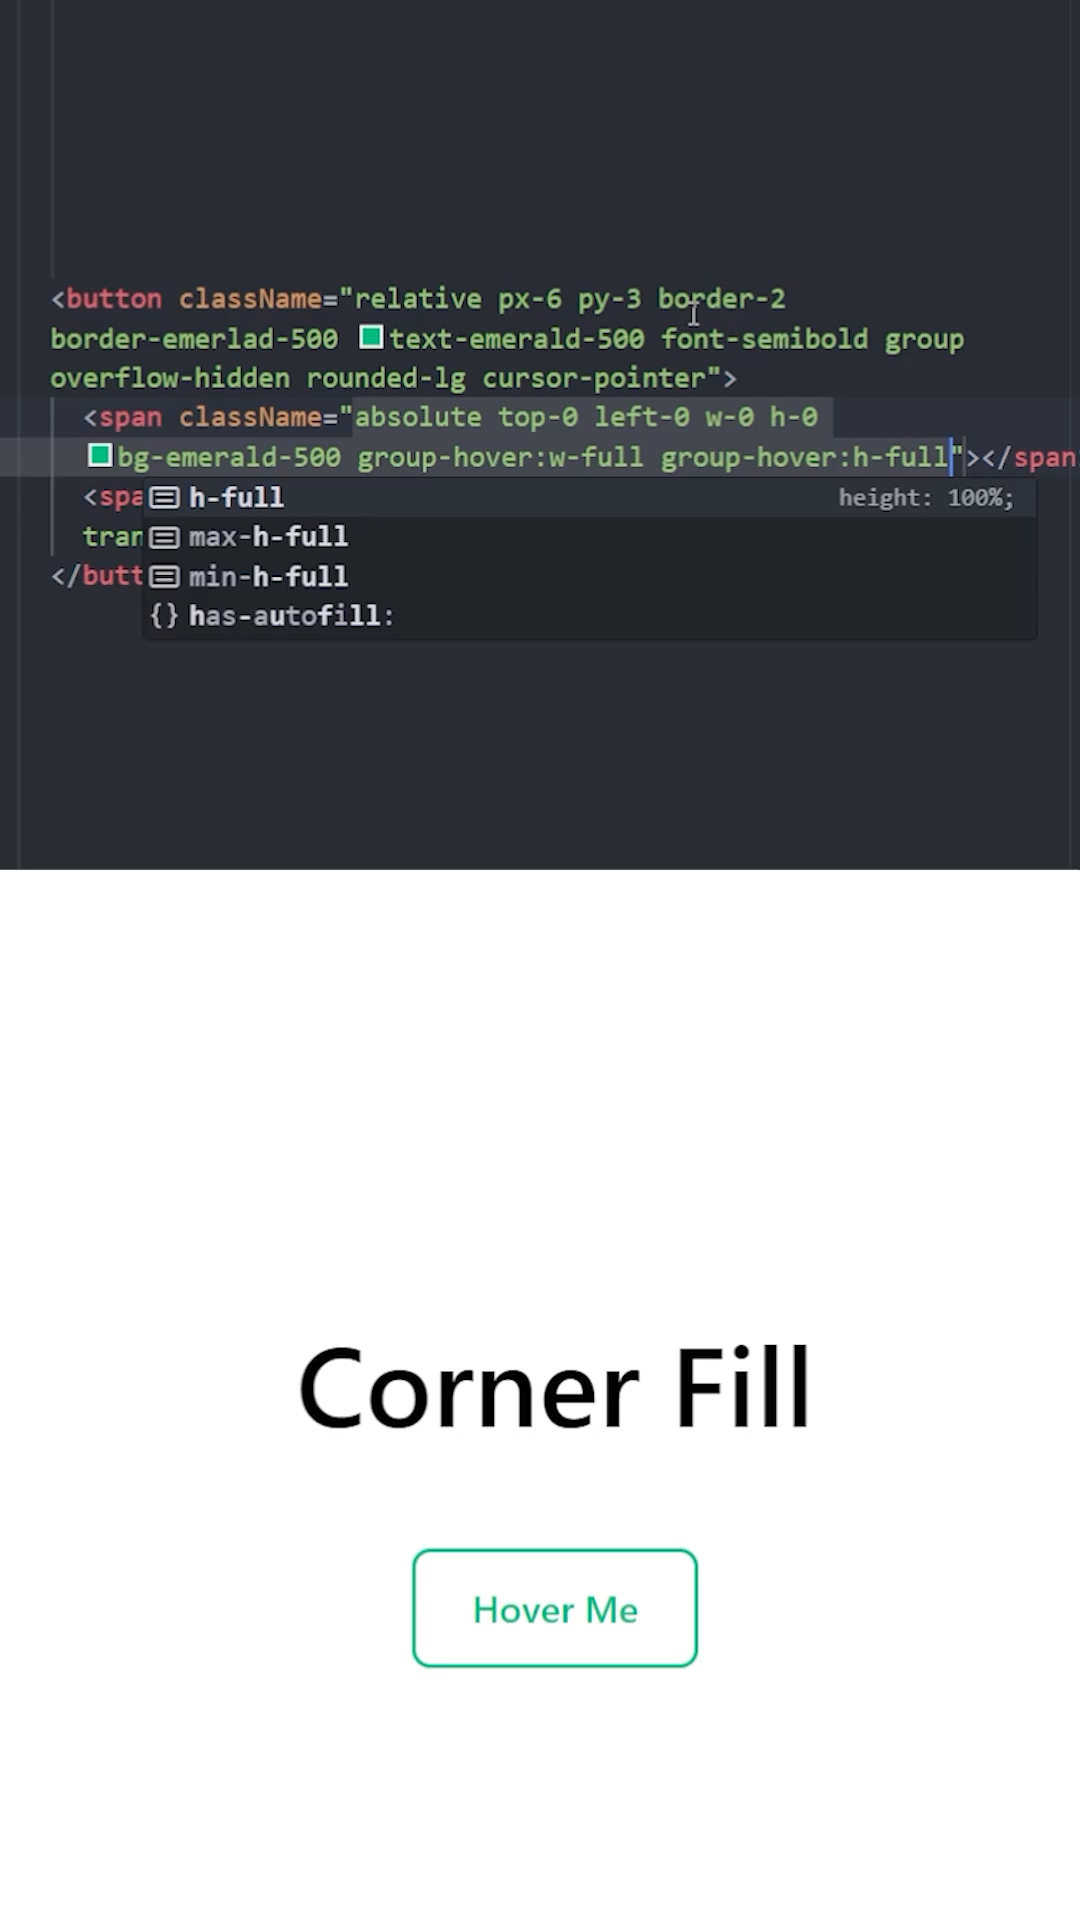 <button className="relative px-6 py-3 border-2
border-emerlad-500 text-emerald-500 font-semibold group
overflow-hidden rounded-lg cursor-pointer">
<span className="absolute top-0 left-0 w-0 h-0
bg-emerald-500 group-hover:w-full group-hover:h-full"></span
<spa
tran
</butt
h-full height: 100%;
max-h-full
min-h-full
{} has-autofill:
Corner Fill
Hover Me